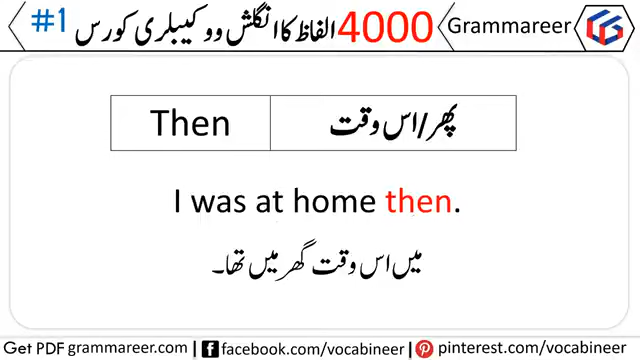 #1 4000 الفاظ کا انگلش ووکیبلری کورس Grammareer
Then پھر/اس وقت
I was at home then.
میں اس وقت گھر میں تھا۔
Get PDF grammareer.com | facebook.com/vocabineer | pinterest.com/vocabineer